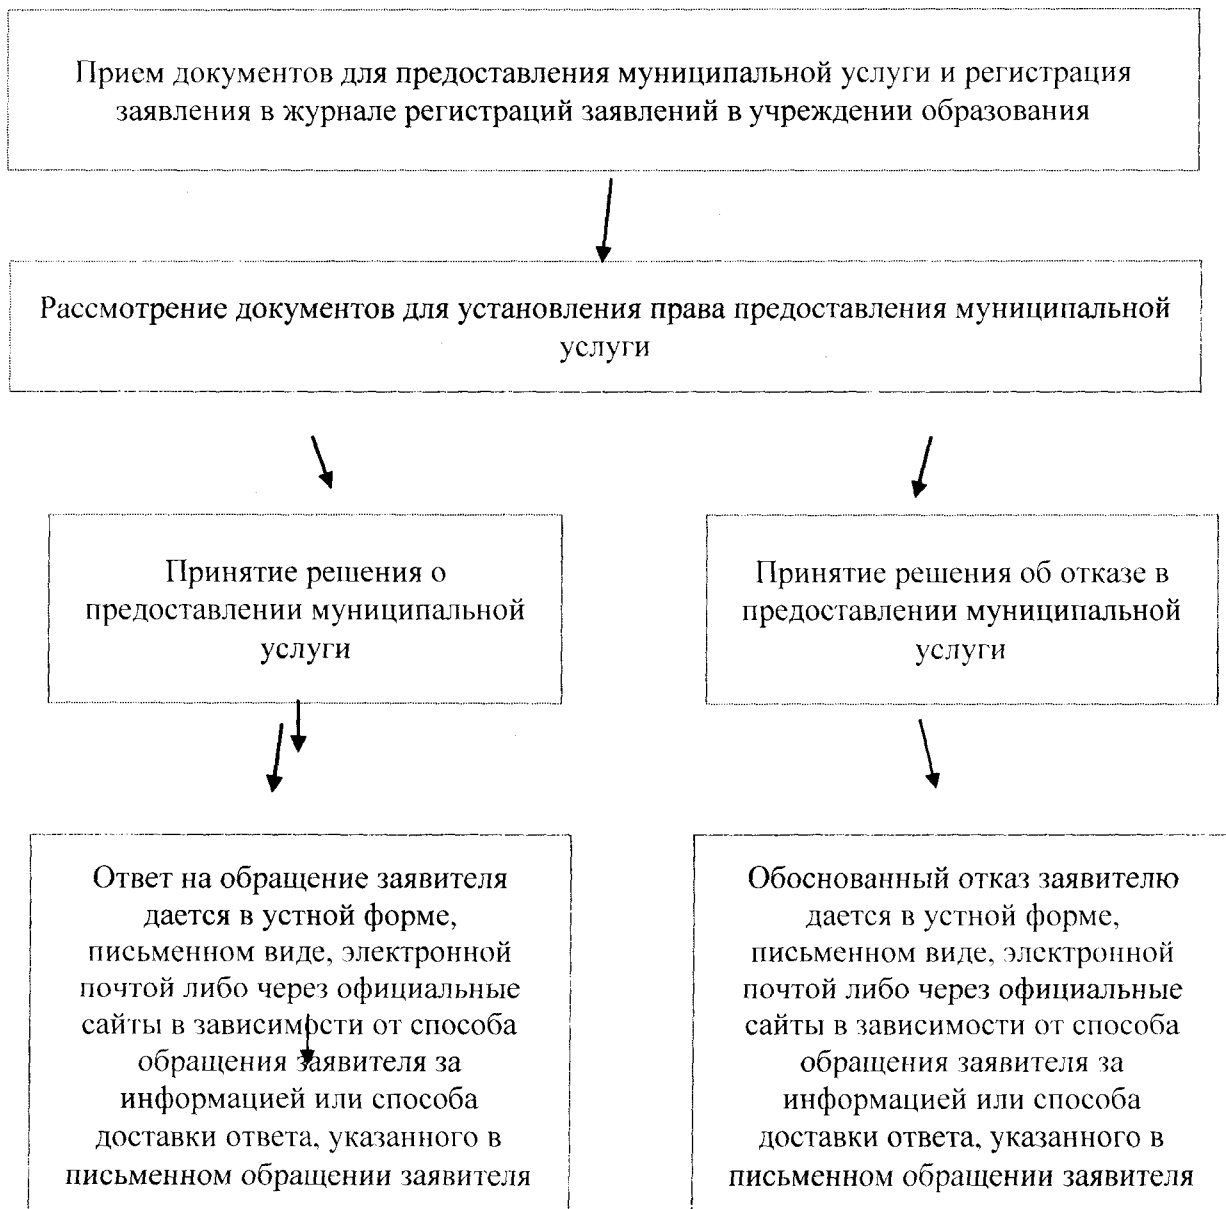 Прием документов для предоставления муниципальной услуги и регистрация
заявления в журнале регистраций заявлений в учреждении образования
Рассмотрение документов для установления права предоставления муниципальной
услуги
Принятие решения о
предоставлении муниципальной
услуги
Принятие решения об отказе в
предоставлении муниципальной
услуги
Ответ на обращение заявителя
дается в устной форме,
письменном виде, электронной
почтой либо через официальные
сайты в зависимости от способа
обращения заявителя за
информацией или способа
доставки ответа, указанного в
письменном обращении заявителя
Обоснованный отказ заявителю
дается в устной форме,
письменном виде, электронной
почтой либо через официальные
сайты в зависимости от способа
обращения заявителя за
информацией или способа
доставки ответа, указанного в
письменном обращении заявителя